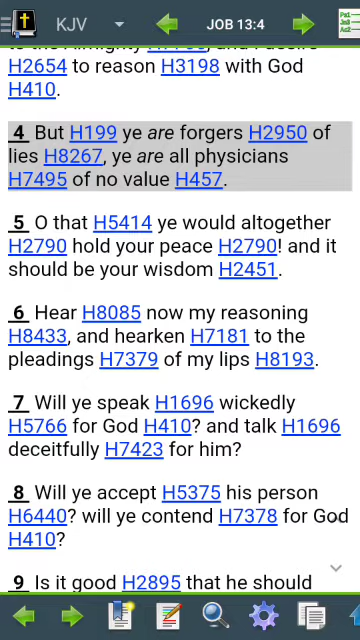 KJV JOB 13:4
H2654 to reason H3198 with God
H410.
4 But H199 ye are forgers H2950 of
lies H8267, ye are all physicians
H7495 of no value H457.
5 O that H5414 ye would altogether
H2790 hold your peace H2790! and it
should be your wisdom H2451.
6 Hear H8085 now my reasoning
H8433, and hearken H7181 to the
pleadings H7379 of my lips H8193.
7 Will ye speak H1696 wickedly
H5766 for God H410? and talk H1696
deceitfully H7423 for him?
8 Will ye accept H5375 his person
H6440? will ye contend H7378 for God
H410?
9 Is it good H2895 that he should